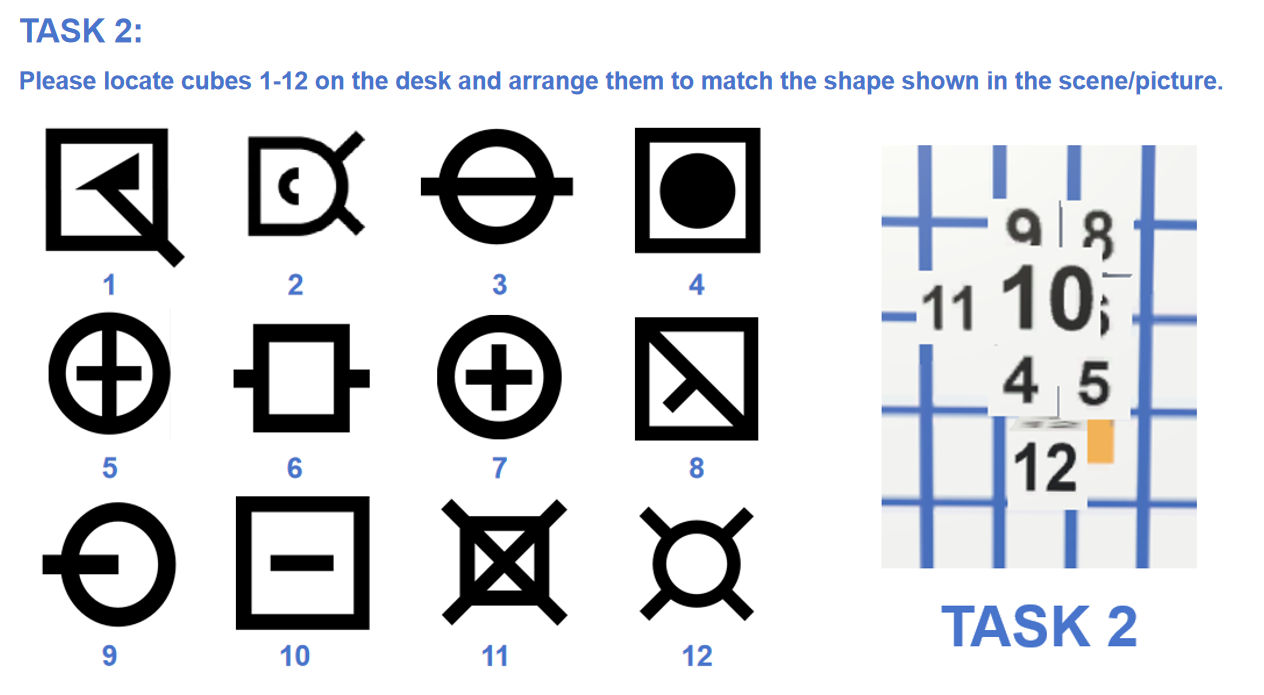 TASK 2:
Please locate cubes 1-12 on the desk and arrange them to match the shape shown in the scene/picture.
1 2 3 4
5 6 7 8
9 10 11 12
9 8
11 10
4 5
12
TASK 2